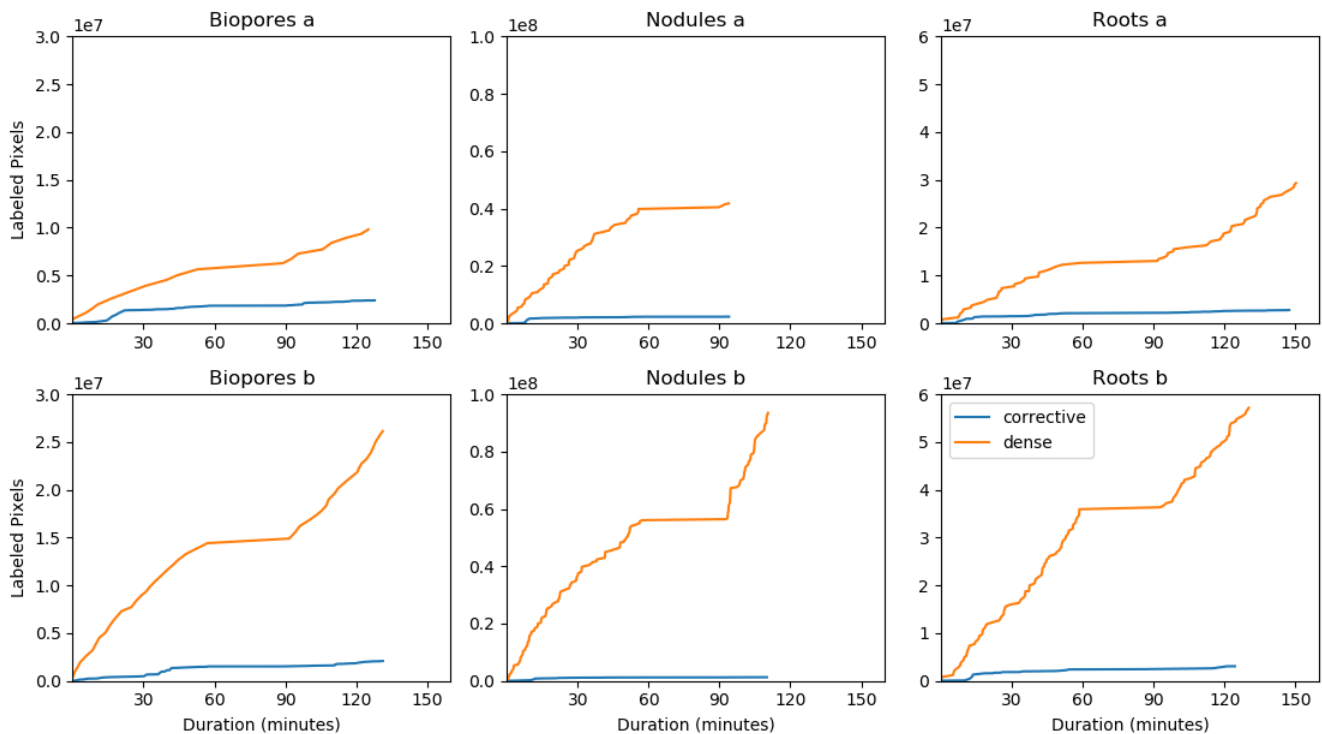 Biopores a
1e7
Labeled Pixels
3.0
2.5
2.0
1.5
1.0
0.5
0.0
30 60 90 120 150
Nodules a
1e8
1.0
0.8
0.6
0.4
0.2
0.0
30 60 90 120 150
Roots a
1e7
6
5
4
3
2
1
0
30 60 90 120 150
Biopores b
1e7
Labeled Pixels
3.0
2.5
2.0
1.5
1.0
0.5
0.0
30 60 90 120 150
Duration (minutes)
Nodules b
1e8
1.0
0.8
0.6
0.4
0.2
0.0
30 60 90 120 150
Duration (minutes)
Roots b
1e7
6
5
4
3
2
1
0
corrective
dense
30 60 90 120 150
Duration (minutes)